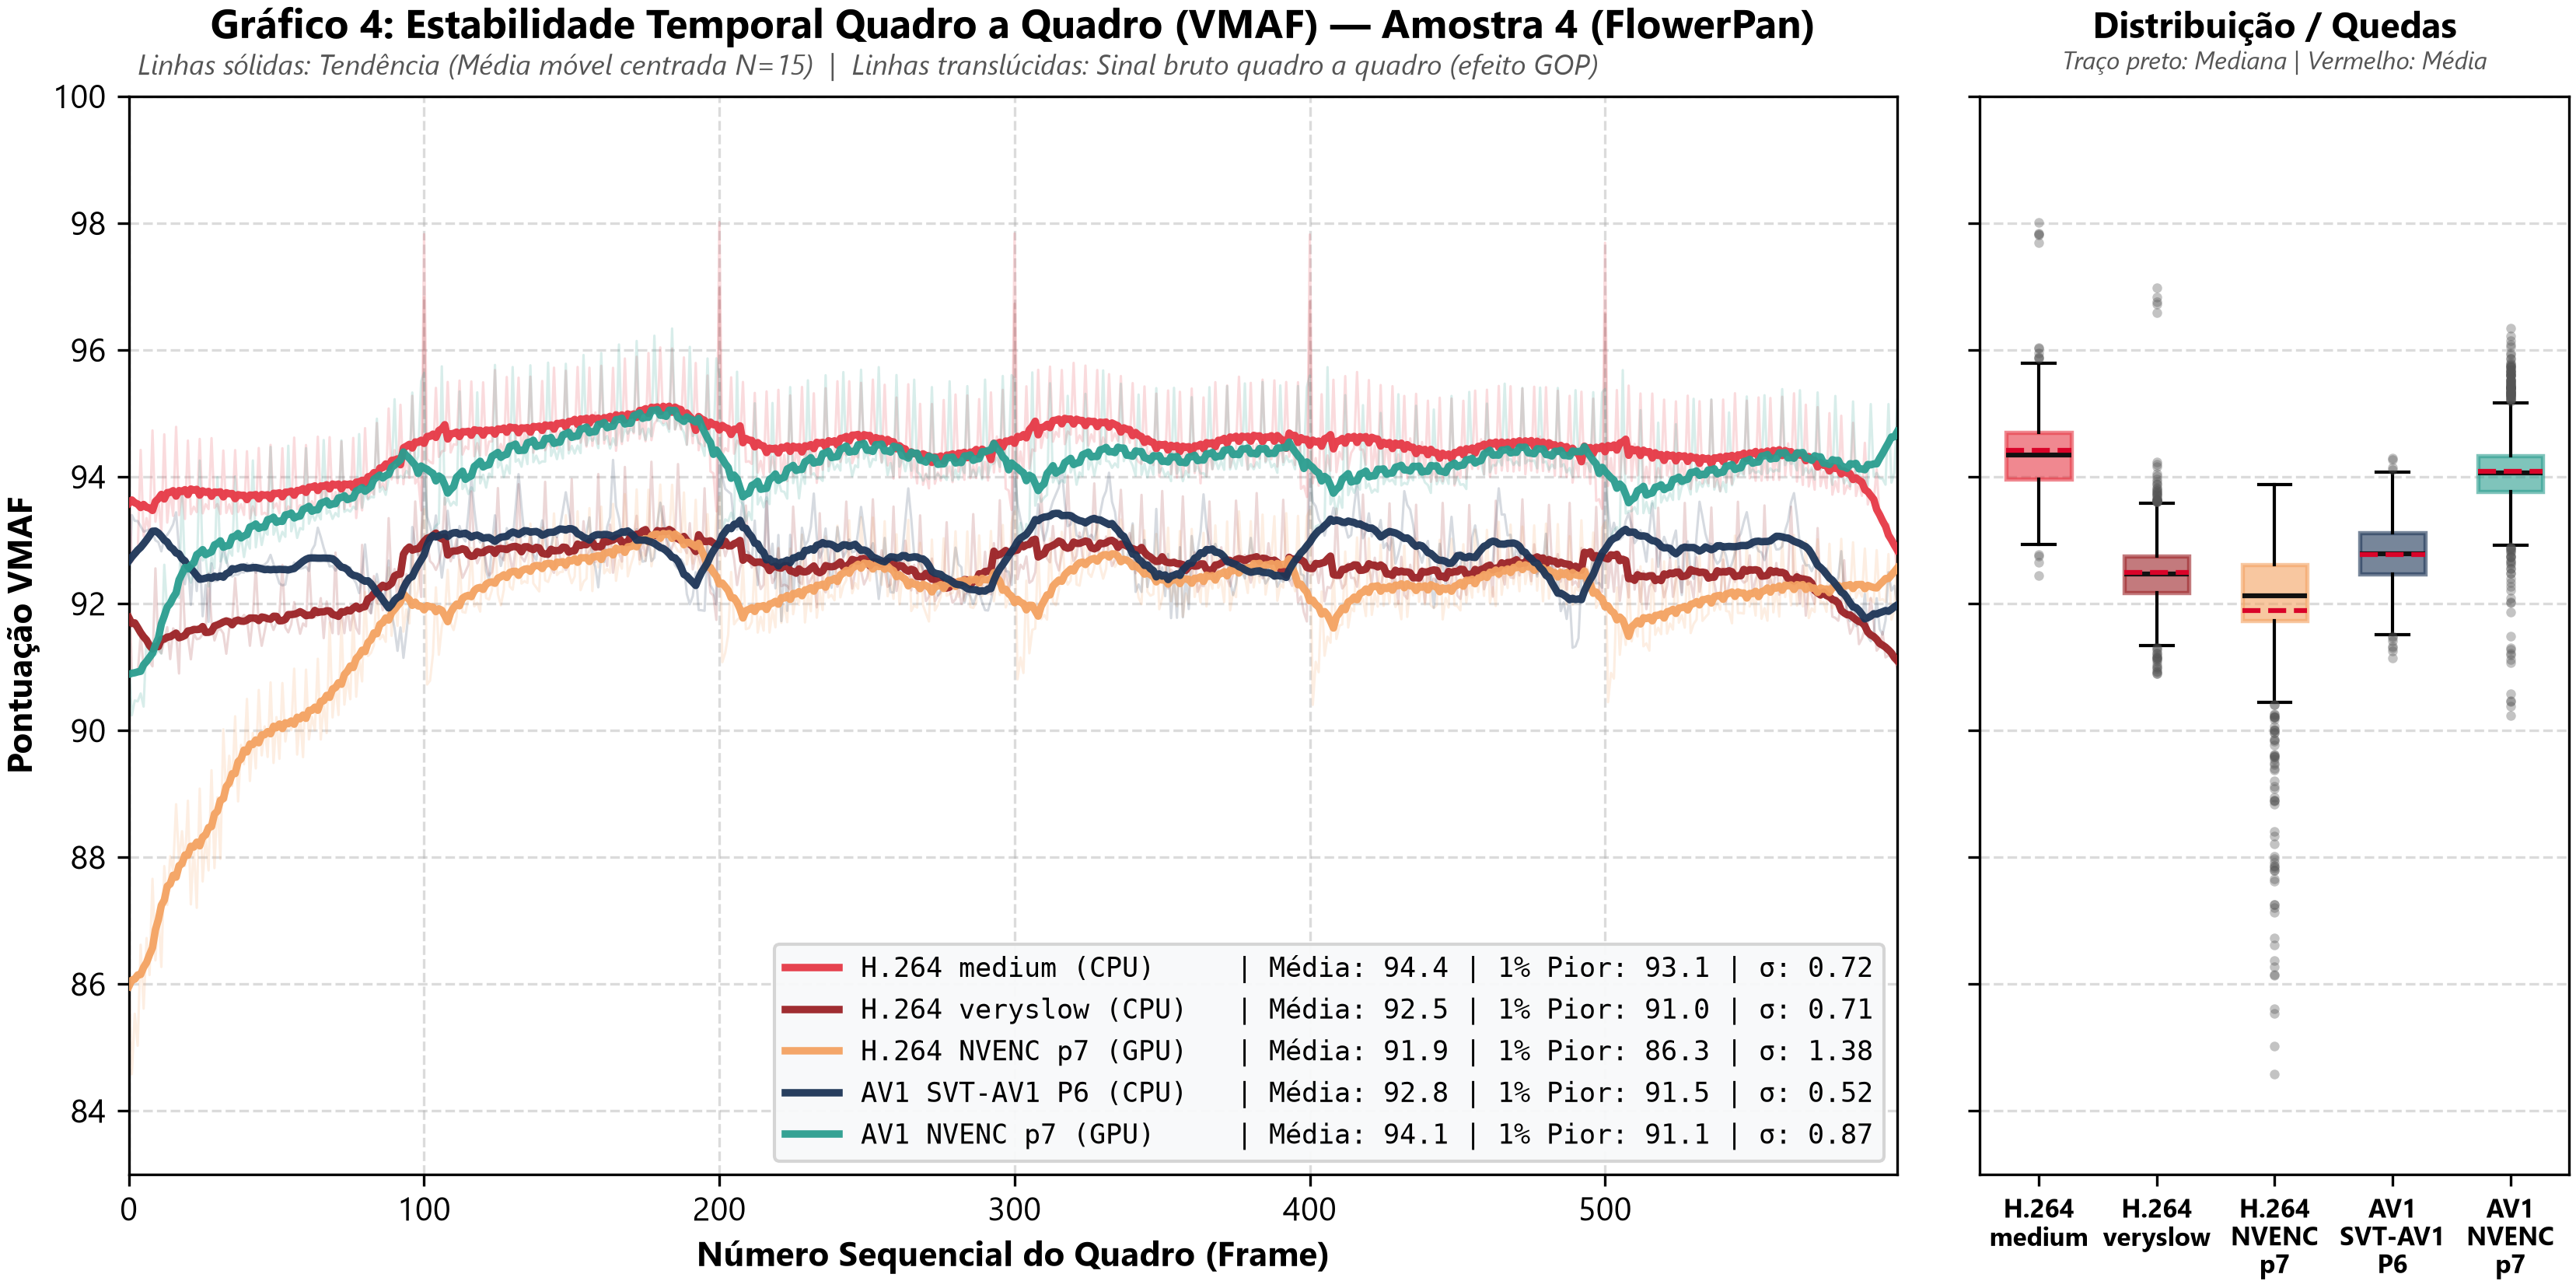 Gráfico 4: Estabilidade Temporal Quadro a Quadro (VMAF) — Amostra 4 (FlowerPan)
Linhas sólidas: Tendência (Média móvel centrada N=15) | Linhas translúcidas: Sinal bruto quadro a quadro (efeito GOP)
Pontuação VMAF
100
98
96
94
92
90
88
86
84
H.264 medium (CPU) | Média: 94.4 | 1% Pior: 93.1 | σ: 0.72
H.264 veryslow (CPU) | Média: 92.5 | 1% Pior: 91.0 | σ: 0.71
H.264 NVENC p7 (GPU) | Média: 91.9 | 1% Pior: 86.3 | σ: 1.38
AV1 SVT-AV1 P6 (CPU) | Média: 92.8 | 1% Pior: 91.5 | σ: 0.52
AV1 NVENC p7 (GPU) | Média: 94.1 | 1% Pior: 91.1 | σ: 0.87
0 100 200 300 400 500
Número Sequencial do Quadro (Frame)
Distribuição / Quedas
Traço preto: Mediana | Vermelho: Média
H.264 H.264 H.264 AV1 AV1
medium veryslow NVENC SVT-AV1 NVENC
p7 P6 p7